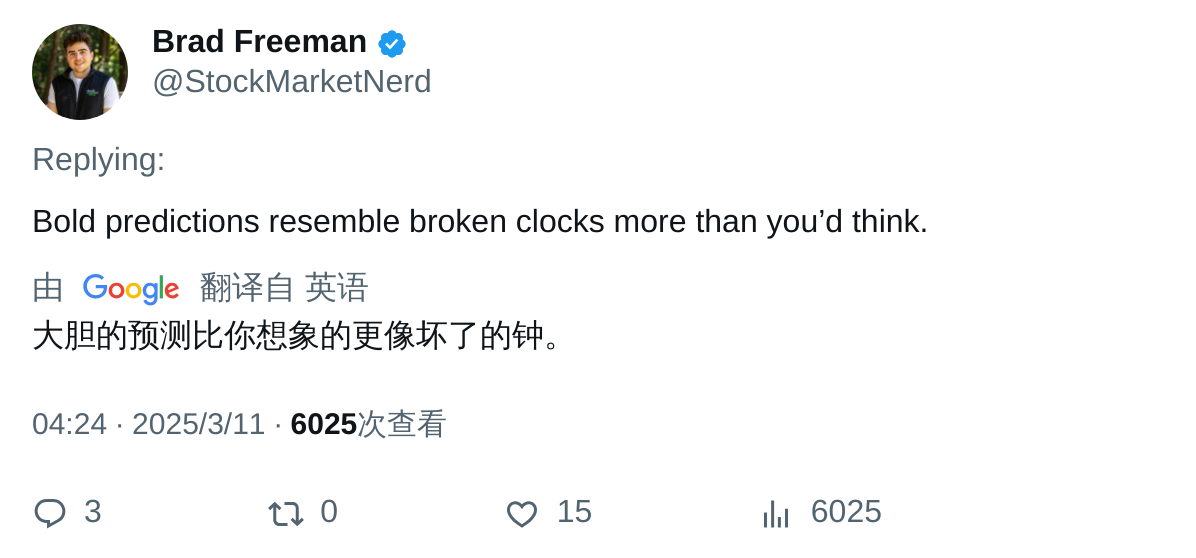 Brad Freeman
@StockMarketNerd
Replying:
Bold predictions resemble broken clocks more than you’d think.
由 Google 翻译自 英语
大胆的预测比你想象的更像坏了的钟。
04:24 · 2025/3/11 · 6025次查看
3 0 15 6025